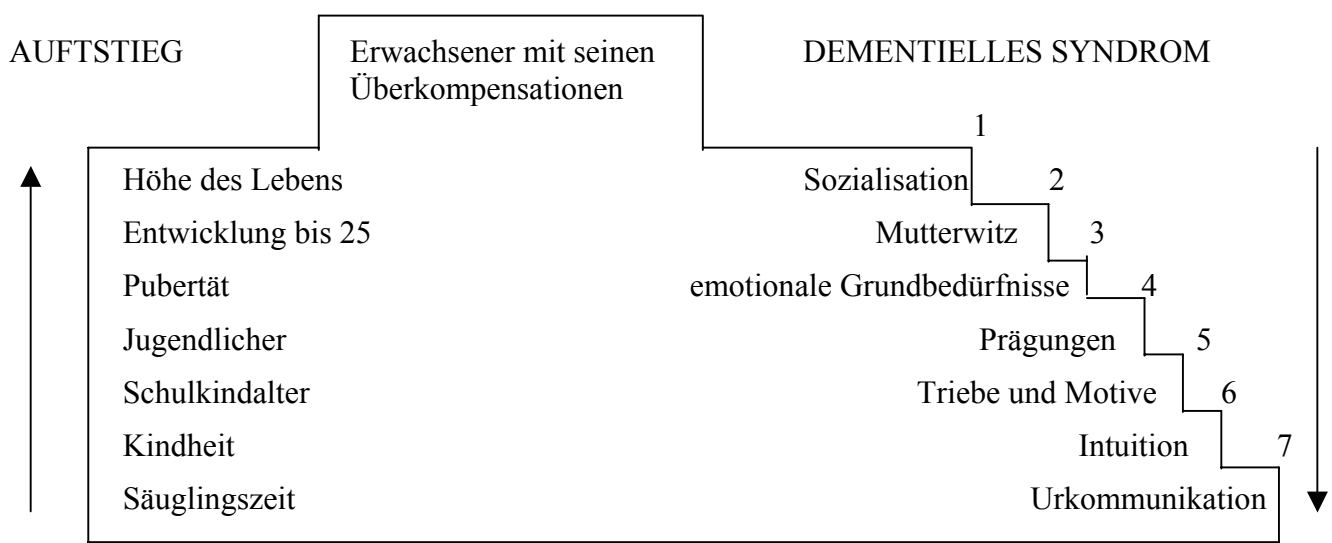 AUFTSTIEG
Erwachsener mit seinen
Überkompensationen
DEMENTIELLES SYNDROM
1
Höhe des Lebens
Sozialisation
2
Entwicklung bis 25
Mutterwitz
3
Pubertät
emotionale Grundbedürfnisse
4
Jugendlicher
Prägungen
5
Schulkindalter
Triebe und Motive
6
Kindheit
Intuition
7
Säuglingszeit
Urkommunikation